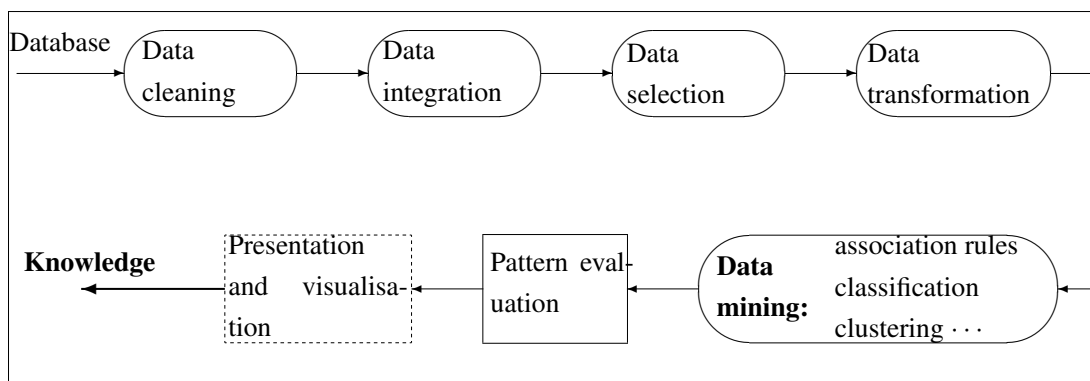 Database
Data
cleaning
Data
integration
Data
selection
Data
transformation
Knowledge
Presentation
and visualisa-
tion
Pattern eval-
uation
Data
mining:
association rules
classification
clustering · · ·